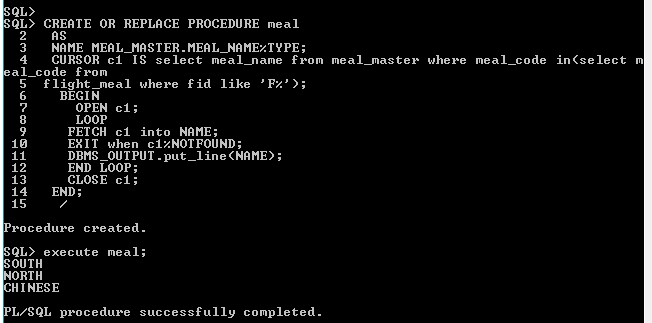 SQL>
SQL> CREATE OR REPLACE PROCEDURE meal
2 AS
3 NAME MEAL_MASTER.MEAL_NAME%TYPE;
4 CURSOR c1 IS select meal_name from meal_master where meal_code in(select m
eal_code from
5 flight_meal where fid like 'F%');
6 BEGIN
7 OPEN c1;
8 LOOP
9 FETCH c1 into NAME;
10 EXIT when c1%NOTFOUND;
11 DBMS_OUTPUT.put_line(NAME);
12 END LOOP;
13 CLOSE c1;
14 END;
15 /
Procedure created.
SQL> execute meal;
SOUTH
NORTH
CHINESE
PL/SQL procedure successfully completed.